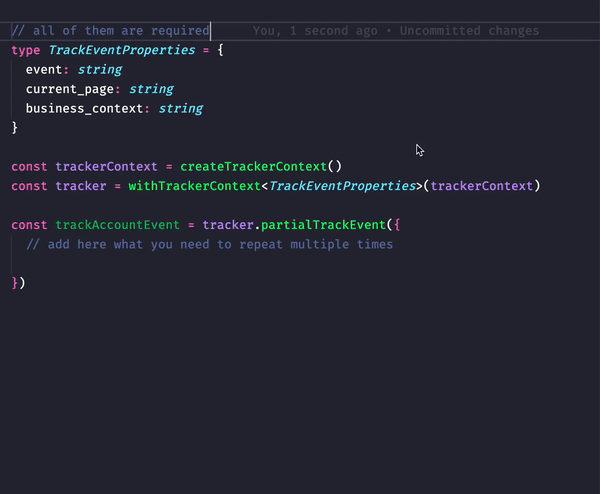 // all of them are required You, 1 second ago • Uncommitted changes
type TrackEventProperties = {
event: string
current_page: string
business_context: string
}
const trackerContext = createTrackerContext()
const tracker = withTrackerContext<TrackEventProperties>(trackerContext)
const trackAccountEvent = tracker.partialTrackEvent({
// add here what you need to repeat multiple times
})